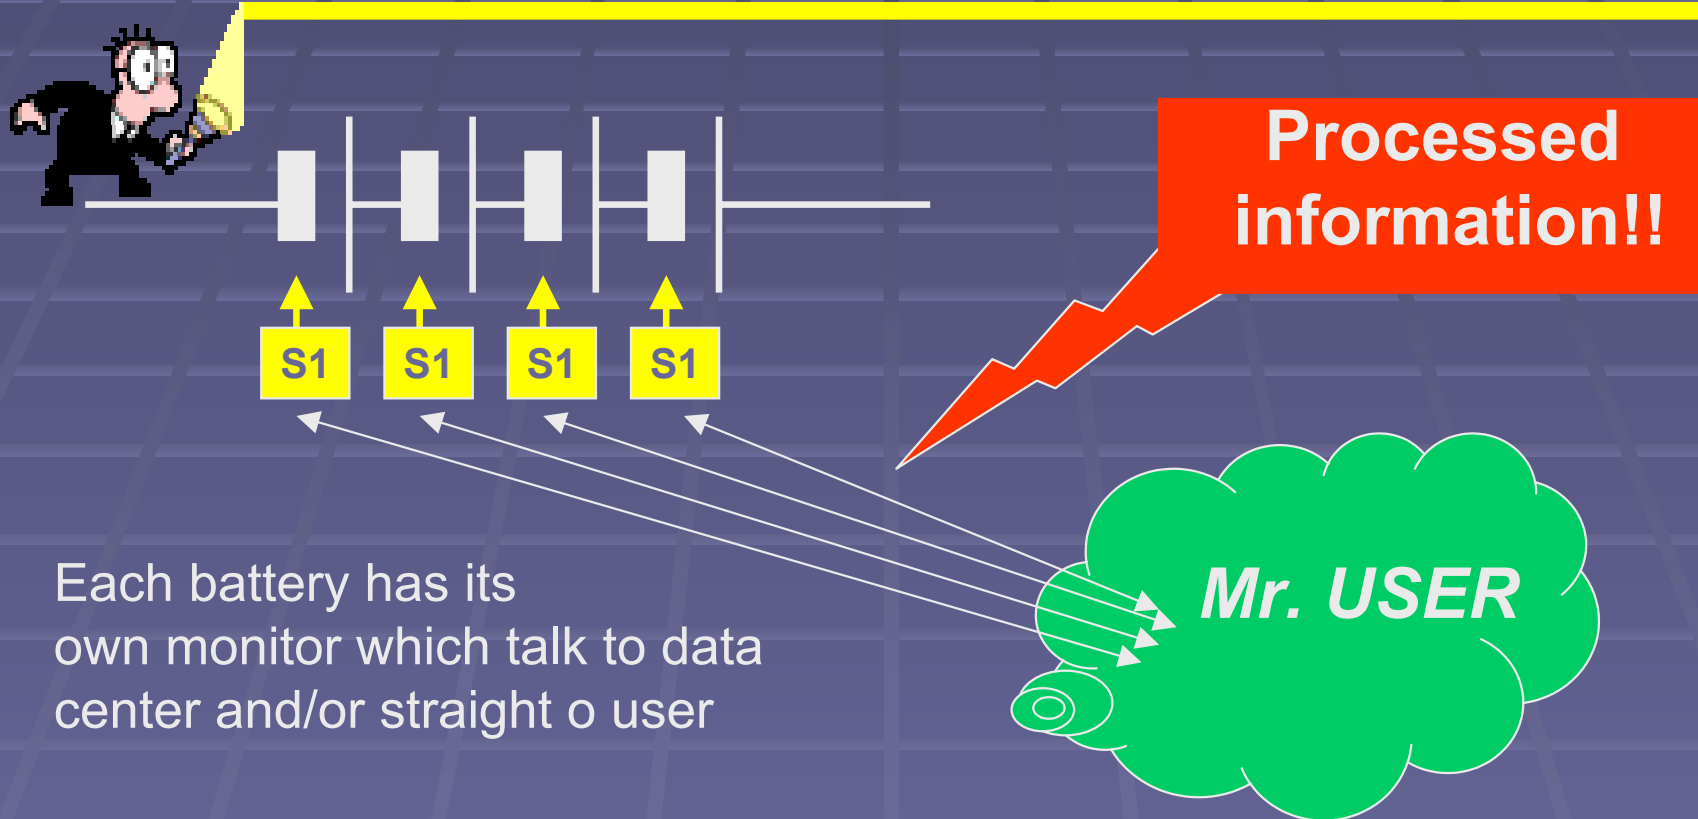 Processed
information!!
S1 S1 S1 S1
Mr. USER
Each battery has its
own monitor which talk to data
center and/or straight o user